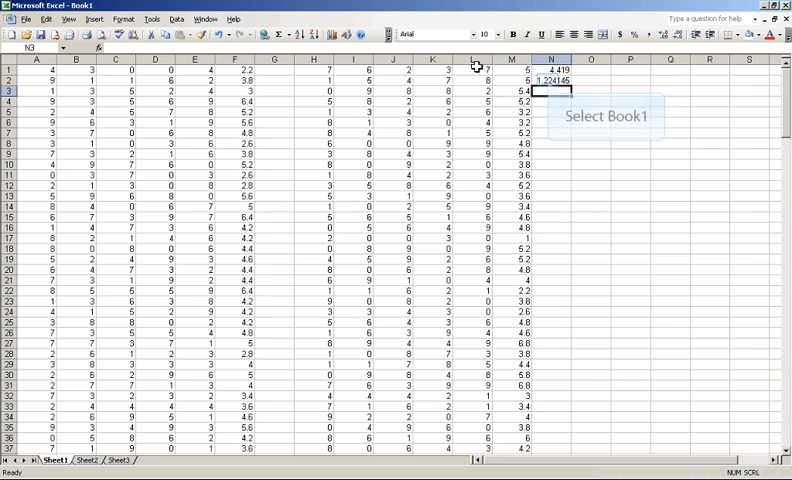 Microsoft Excel - Book1
File Edit View Insert Format Tools Data Window Help Type a question for help
Arial 10 B I U $ % ,
N3 fx
A B C D E F G H I J K L M N O P Q R S
1 4 3 0 0 4 2.2 7 6 2 3 7 5 4.419
2 9 1 1 6 2 3.8 1 5 4 7 8 5 1.224145
3 1 3 5 2 4 3 0 9 8 8 2 5.4
4 9 3 5 6 9 6.4 5 8 2 6 5 5.2
Select Book1
5 2 4 5 7 8 5.2 1 3 4 2 6 3.2
6 9 6 3 1 9 5.6 8 1 3 0 4 3.2
7 3 7 0 6 8 4.8 8 4 8 1 5 5.2
8 3 1 0 3 6 2.6 6 0 0 9 9 4.8
9 7 3 2 1 6 3.8 3 8 4 3 9 5.4
10 4 9 7 6 0 5.2 8 0 9 2 0 3.8
11 0 3 7 0 3 2.6 1 8 4 2 3 3.6
12 2 1 3 0 8 2.8 3 5 8 6 4 5.2
13 5 9 6 8 0 5.6 5 3 1 9 0 3.6
14 8 4 0 6 7 5 1 0 2 5 9 3.4
15 6 7 3 9 7 6.4 5 6 5 1 6 4.6
16 1 4 7 3 6 4.2 0 5 6 4 9 4.8
17 8 2 1 4 6 4.2 2 0 0 3 0 1
18 8 0 8 0 6 4.4 0 8 9 0 9 5.2
19 5 2 4 9 3 4.6 4 5 9 2 6 5.2
20 6 4 7 3 2 4.4 8 0 6 2 8 4.8
21 7 3 1 9 2 4.4 6 9 1 0 4 4
22 8 5 5 5 9 6.4 1 1 6 2 1 2.2
23 1 3 6 3 8 4.2 9 0 8 2 0 3.8
24 4 1 5 2 9 4.2 3 3 4 3 0 2.6
25 3 8 8 0 2 4.2 5 6 4 3 6 4.8
26 7 3 5 5 4 4.8 1 6 3 9 4 4.6
27 7 7 3 7 1 5 8 9 4 4 9 6.8
28 2 6 1 2 3 2.8 1 0 8 7 3 3.8
29 3 8 3 3 3 4 1 1 7 8 5 4.4
30 2 6 2 9 6 5 0 9 8 4 8 5.8
31 2 7 7 1 3 4 7 6 3 9 9 6.8
32 7 3 2 3 2 3.4 4 4 4 2 1 3
33 2 4 4 4 4 3.6 7 1 6 2 1 3.4
34 2 6 9 5 1 4.6 9 2 2 0 7 4
35 9 3 4 9 3 5.6 0 4 9 6 0 3.8
36 0 5 8 6 2 4.2 8 6 1 9 6 6
37 7 1 9 0 1 3.6 8 0 6 4 3 4.2
Sheet1 Sheet2 Sheet3
Ready NUM SCRL